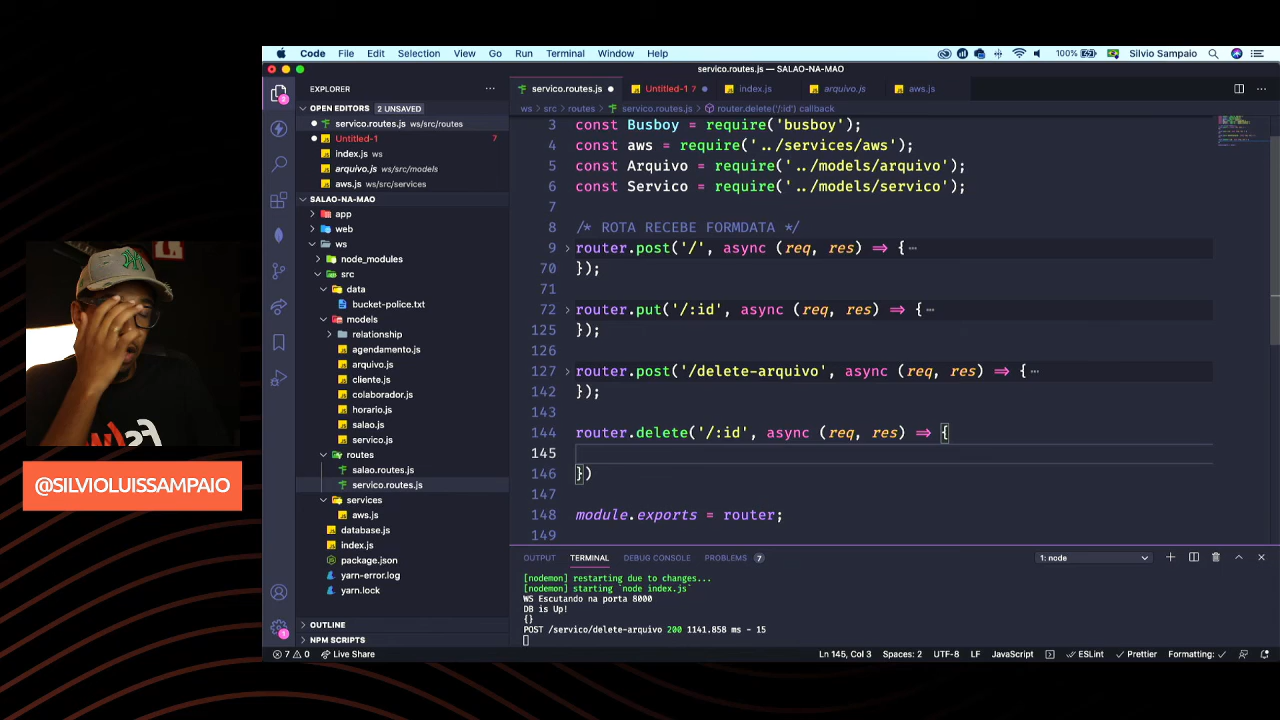 Code File Edit Selection View Go Run Terminal Window Help 100% Silvio Sampaio
servico.routes.js — SALAO-NA-MAO
EXPLORER
servico.routes.js Untitled-1 7 index.js arquivo.js aws.js
OPEN EDITORS 2 UNSAVED
ws › src › routes › servico.routes.js › router.delete('/:id') callback
servico.routes.js ws/src/routes
Untitled-1 7
index.js ws
arquivo.js ws/src/models
aws.js ws/src/services
SALAO-NA-MAO
app
web
ws
node_modules
src
data
bucket-police.txt
models
relationship
agendamento.js
arquivo.js
cliente.js
colaborador.js
horario.js
salao.js
servico.js
routes
salao.routes.js
servico.routes.js
services
aws.js
database.js
index.js
package.json
yarn-error.log
yarn.lock
OUTLINE
NPM SCRIPTS
3 const Busboy = require('busboy');
4 const aws = require('../services/aws');
5 const Arquivo = require('../models/arquivo');
6 const Servico = require('../models/servico');
7
8 /* ROTA RECEBE FORMDATA */
9 router.post('/', async (req, res) => {···
70 });
71
72 router.put('/:id', async (req, res) => {···
125 });
126
127 router.post('/delete-arquivo', async (req, res) => {···
142 });
143
144 router.delete('/:id', async (req, res) => {
145
146 })
147
148 module.exports = router;
149
OUTPUT TERMINAL DEBUG CONSOLE PROBLEMS 7 1: node
[nodemon] restarting due to changes...
[nodemon] starting `node index.js`
WS Escutando na porta 8000
DB is Up!
{}
POST /servico/delete-arquivo 200 1141.858 ms - 15
7 0 Live Share Ln 145, Col 3 Spaces: 2 UTF-8 LF JavaScript ESLint Prettier Formatting: ✓
@SILVIOLUISSAMPAIO